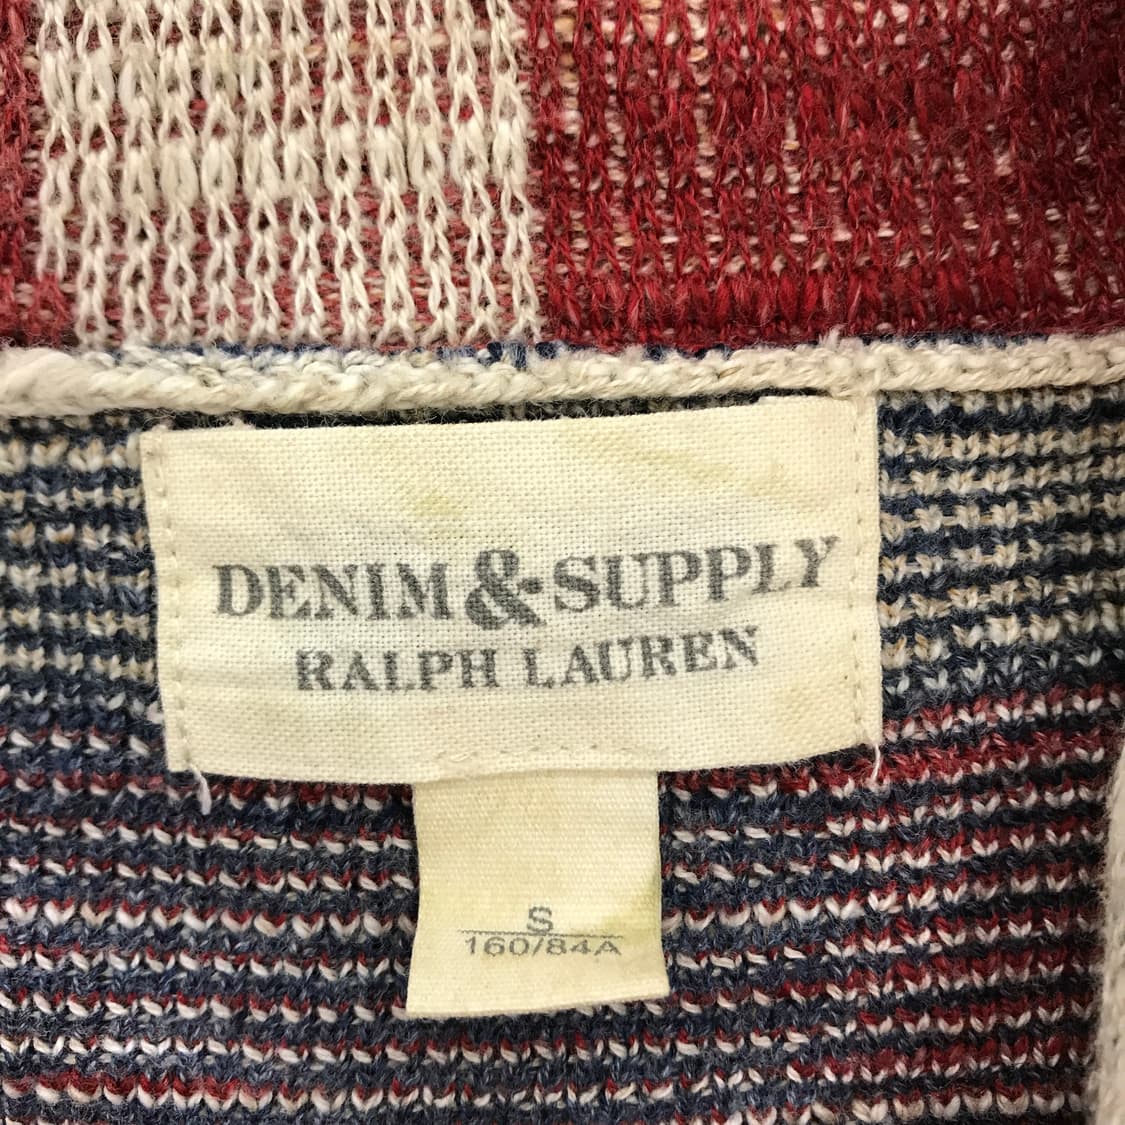 DENIM & SUPPLY
RALPH LAUREN
S
160/84A